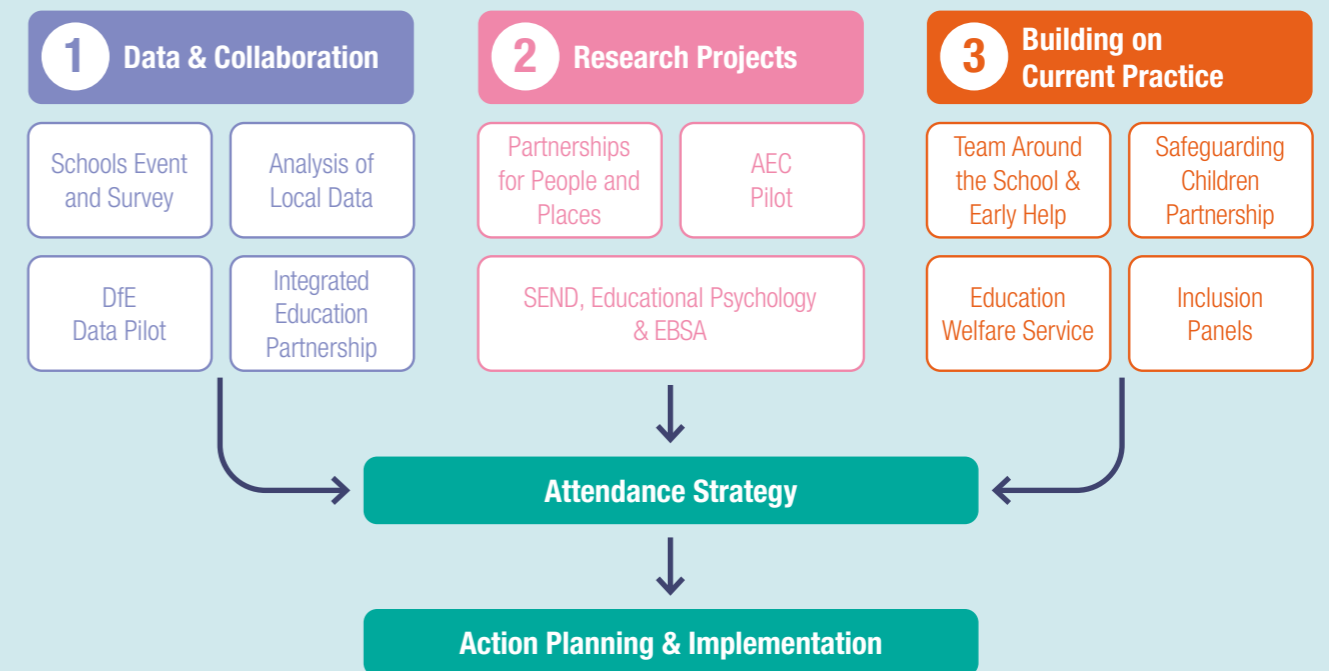 1
Data & Collaboration
Schools Event
and Survey
Analysis of
Local Data
DfE
Data Pilot
Integrated
Education
Partnership
2
Research Projects
Partnerships
for People and
Places
AEC
Pilot
SEND, Educational Psychology
& EBSA
3
Building on
Current Practice
Team Around
the School &
Early Help
Safeguarding
Children
Partnership
Education
Welfare Service
Inclusion
Panels
Attendance Strategy
Action Planning & Implementation